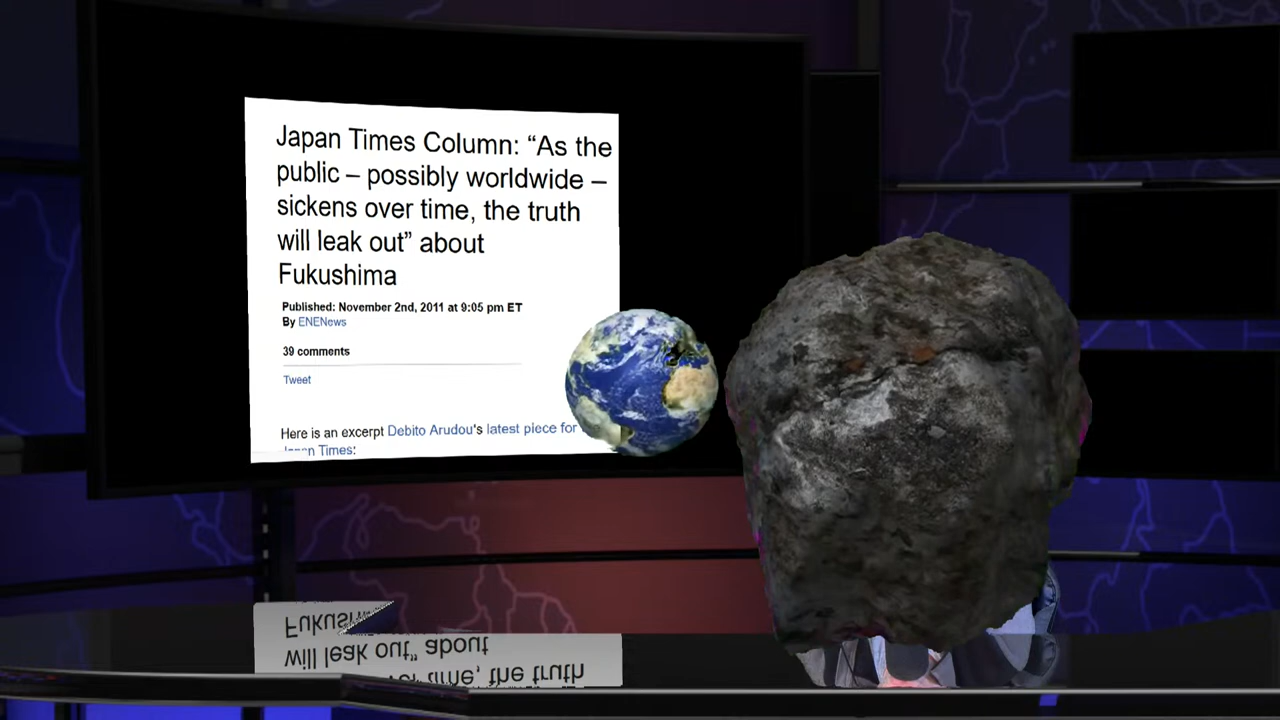 Japan Times Column: “As the
public – possibly worldwide –
sickens over time, the truth
will leak out” about
Fukushima
Published: November 2nd, 2011 at 9:05 pm ET
By ENENews
39 comments
Tweet
Here is an excerpt Debito Arudou's latest piece for
Japan Times: